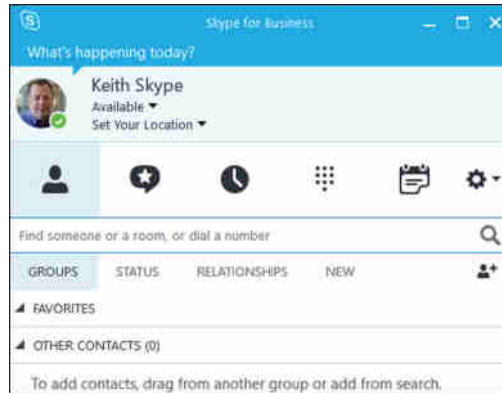 Skype for Business
What's happening today?
Keith Skype
Available
Set Your Location
Find someone or a room, or dial a number
GROUPS STATUS RELATIONSHIPS NEW
FAVORITES
OTHER CONTACTS (0)
To add contacts, drag from another group or add from search.